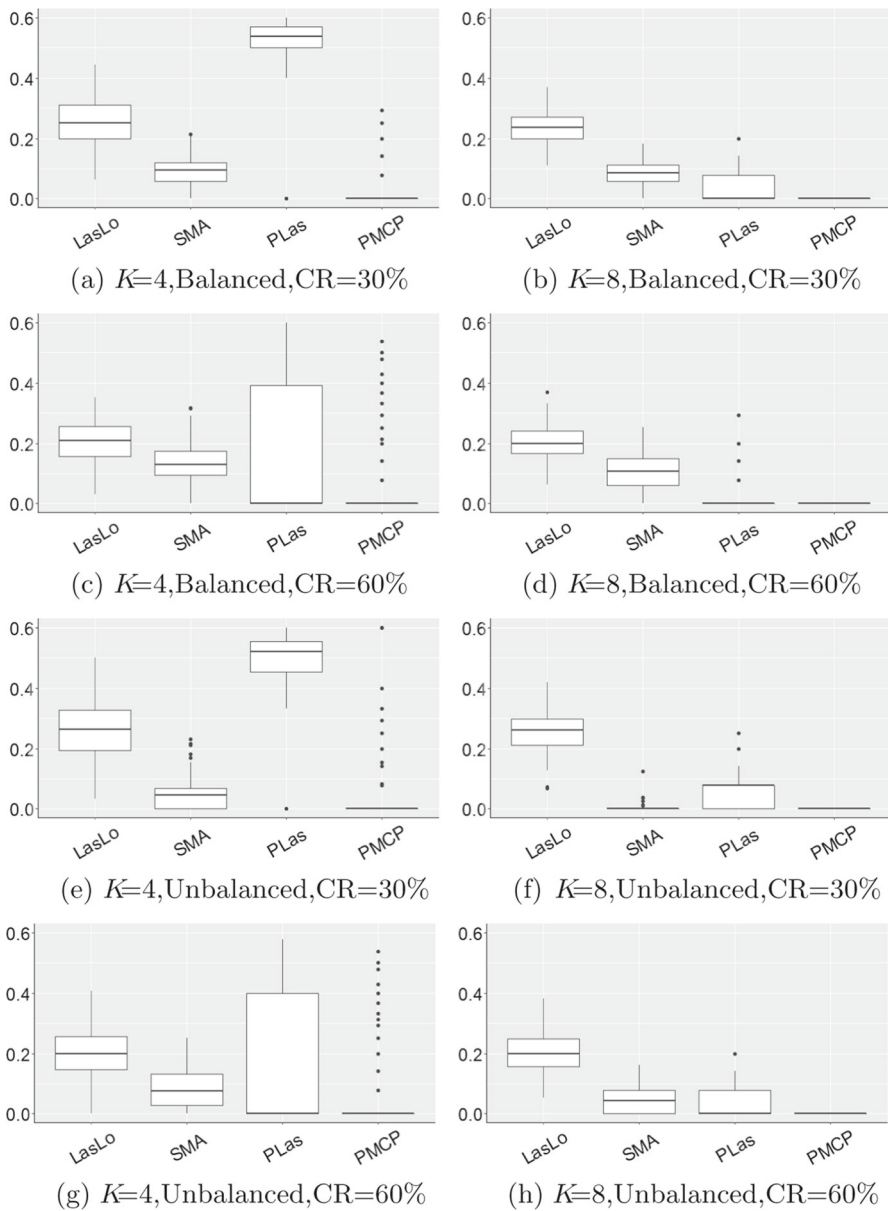 0.6
0.4
0.2
0.0
LasLo SMA PLas PMCP
(a) K=4,Balanced,CR=30%
0.6
0.4
0.2
0.0
LasLo SMA PLas PMCP
(b) K=8,Balanced,CR=30%
0.6
0.4
0.2
0.0
LasLo SMA PLas PMCP
(c) K=4,Balanced,CR=60%
0.6
0.4
0.2
0.0
LasLo SMA PLas PMCP
(d) K=8,Balanced,CR=60%
0.6
0.4
0.2
0.0
LasLo SMA PLas PMCP
(e) K=4,Unbalanced,CR=30%
0.6
0.4
0.2
0.0
LasLo SMA PLas PMCP
(f) K=8,Unbalanced,CR=30%
0.6
0.4
0.2
0.0
LasLo SMA PLas PMCP
(g) K=4,Unbalanced,CR=60%
0.6
0.4
0.2
0.0
LasLo SMA PLas PMCP
(h) K=8,Unbalanced,CR=60%